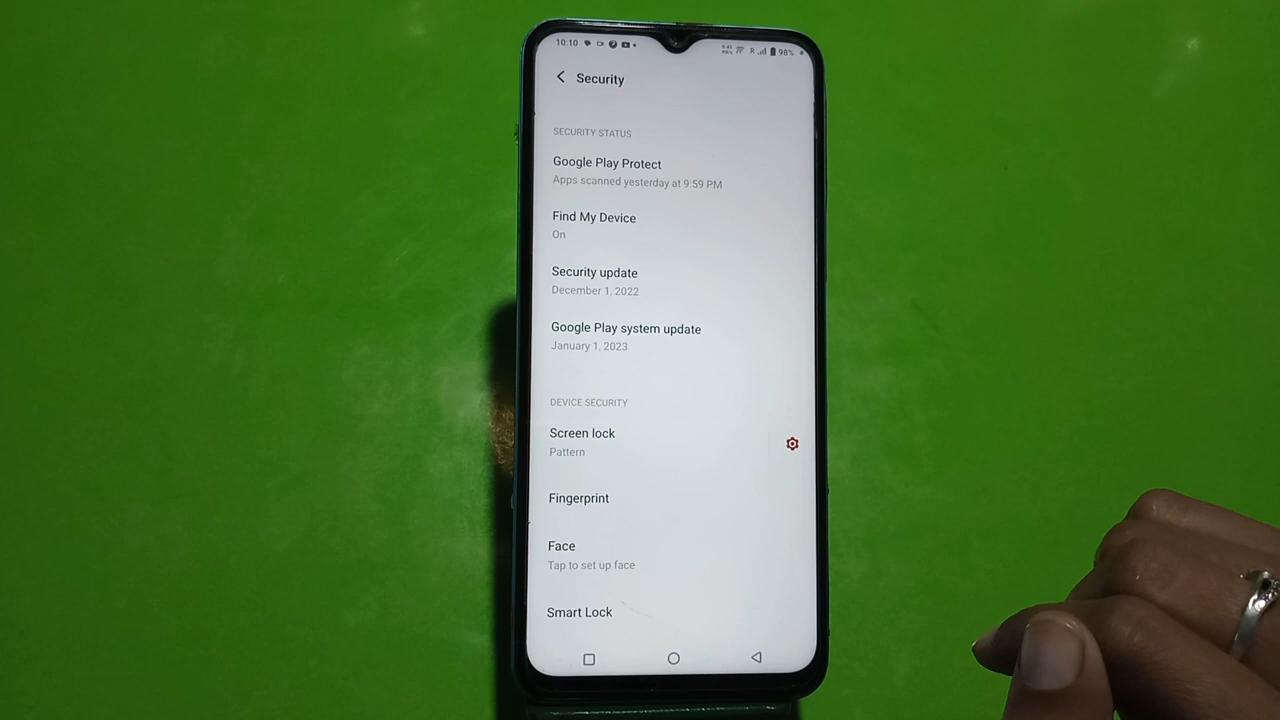 10:10
R
98%
Security
SECURITY STATUS
Google Play Protect
Apps scanned yesterday at 9:59 PM
Find My Device
On
Security update
December 1, 2022
Google Play system update
January 1, 2023
DEVICE SECURITY
Screen lock
Pattern
Fingerprint
Face
Tap to set up face
Smart Lock